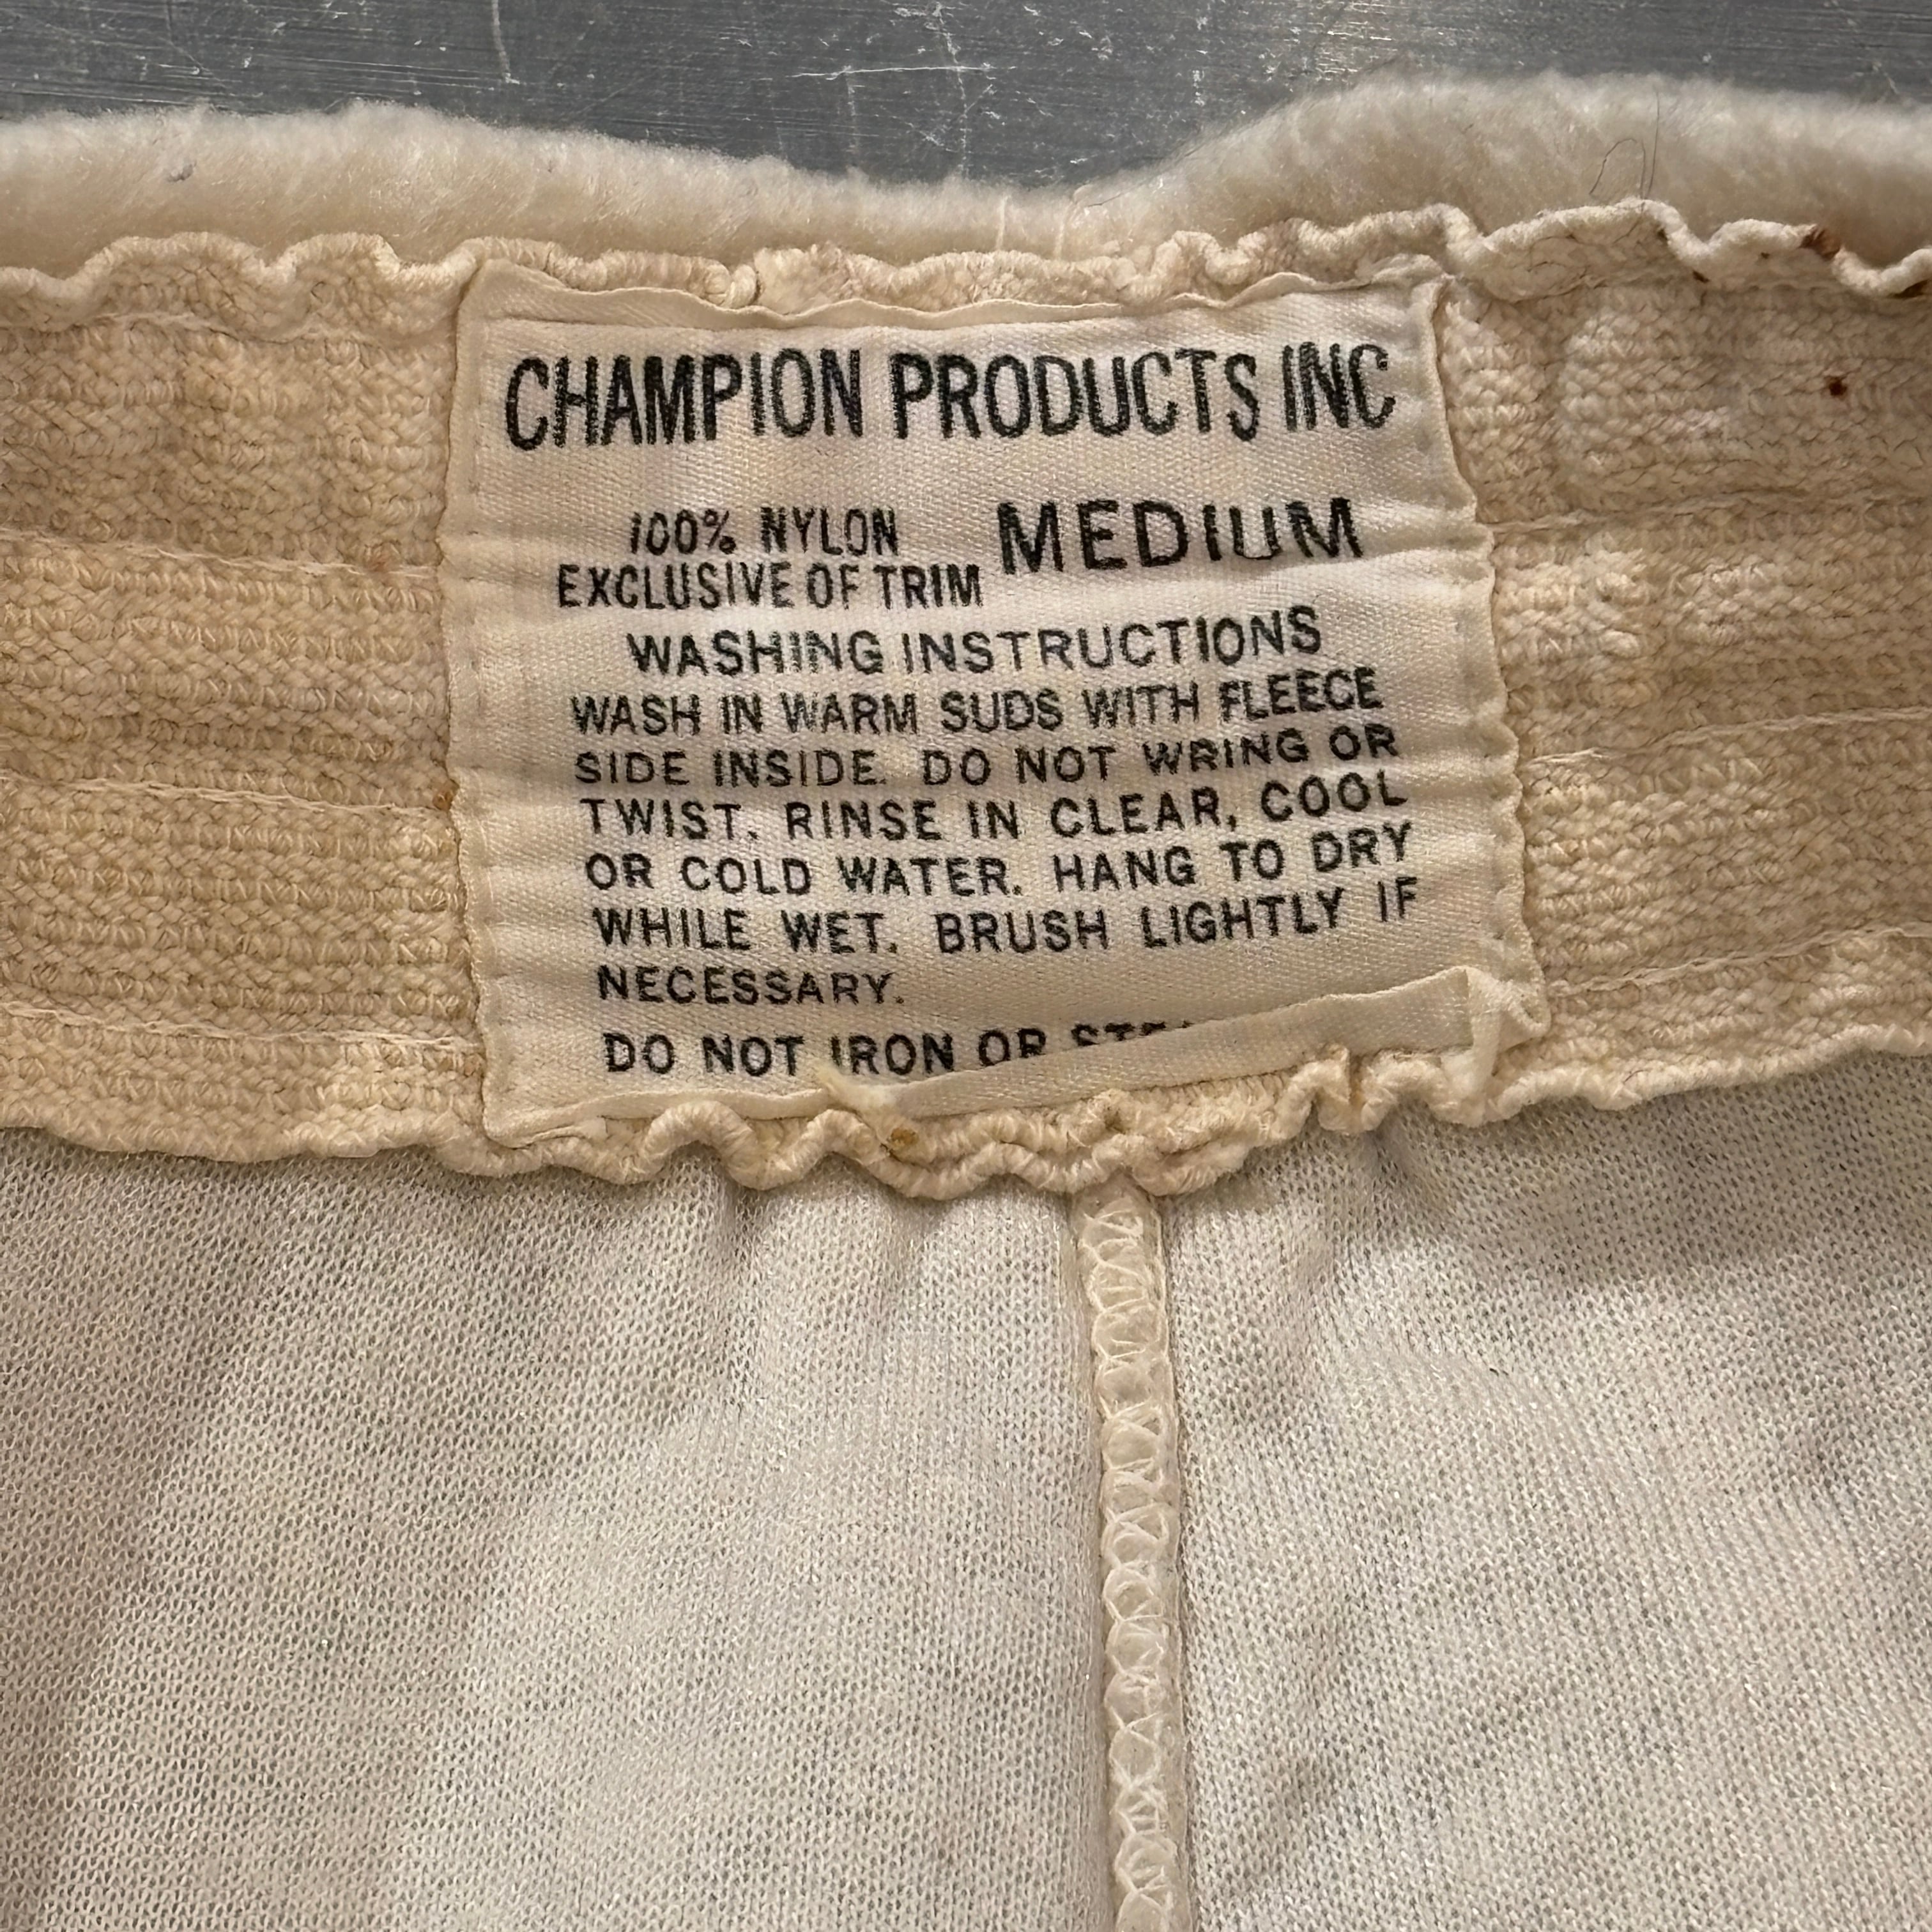 CHAMPION PRODUCTS INC
100% NYLON MEDIUM
EXCLUSIVE OF TRIM
WASHING INSTRUCTIONS
WASH IN WARM SUDS WITH FLEECE
SIDE INSIDE. DO NOT WRING OR
TWIST. RINSE IN CLEAR, COOL
OR COLD WATER. HANG TO DRY
WHILE WET. BRUSH LIGHTLY IF
NECESSARY.
DO NOT IRON OR